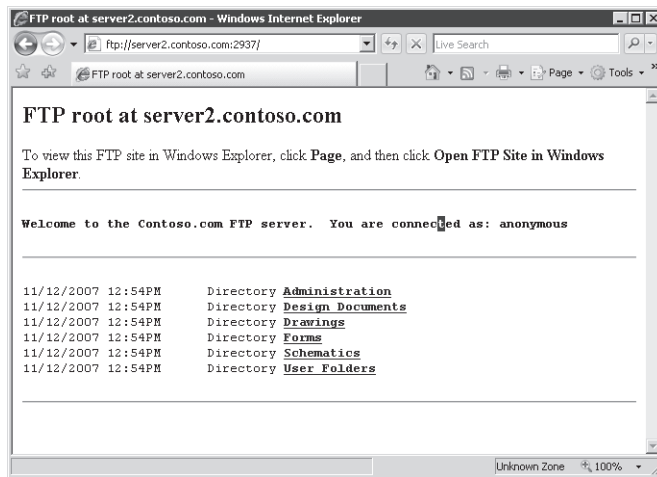 FTP root at server2.contoso.com - Windows Internet Explorer
ftp://server2.contoso.com:2937/
Live Search
FTP root at server2.contoso.com
Page
Tools
FTP root at server2.contoso.com
To view this FTP site in Windows Explorer, click Page, and then click Open FTP Site in Windows
Explorer.
Welcome to the Contoso.com FTP server. You are connected as: anonymous
11/12/2007 12:54PM Directory Administration
11/12/2007 12:54PM Directory Design Documents
11/12/2007 12:54PM Directory Drawings
11/12/2007 12:54PM Directory Forms
11/12/2007 12:54PM Directory Schematics
11/12/2007 12:54PM Directory User Folders
Unknown Zone 100%